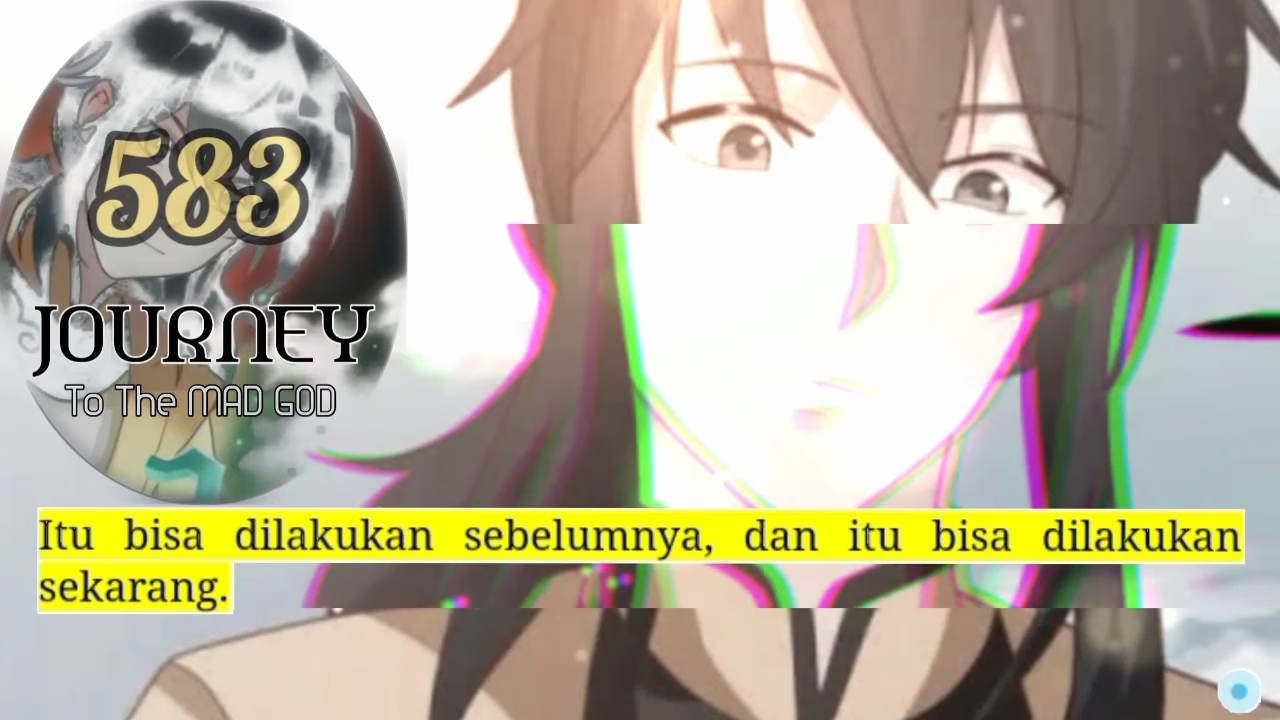 583
JOURNEY
To The MAD GOD
Itu bisa dilakukan sebelumnya, dan itu bisa dilakukan
sekarang.